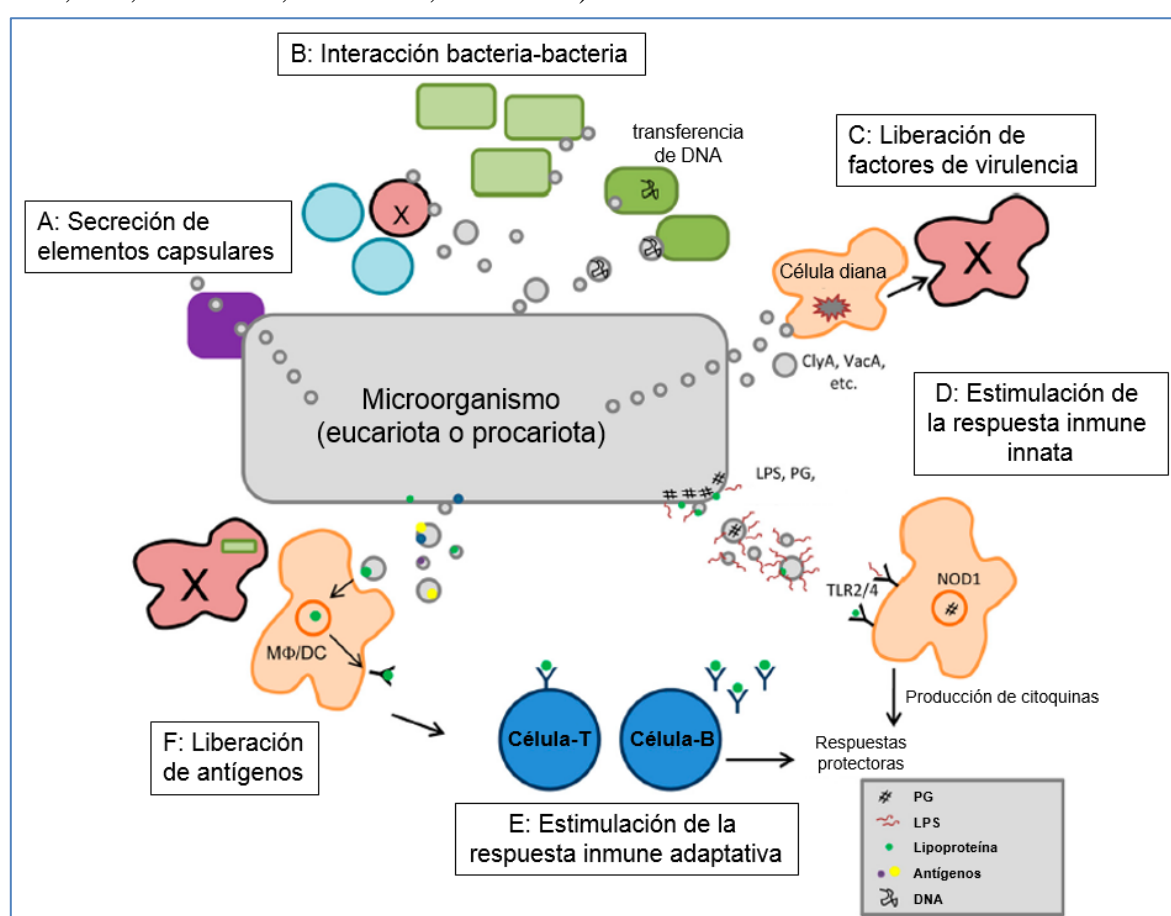 B: Interacción bacteria-bacteria
transferencia
de DNA
C: Liberación de
factores de virulencia
A: Secreción de
elementos capsulares
X
Célula diana
X
ClyA, VacA,
etc.
Microorganismo
(eucariota o procariota)
D: Estimulación de
la respuesta inmune
innata
LPS, PG,
X
MΦ/DC
TLR2/4
NOD1
Producción de citoquinas
F: Liberación
de antígenos
Célula-T
Célula-B
Respuestas
protectoras
E: Estimulación de la
respuesta inmune adaptativa
PG
LPS
Lipoproteína
Antígenos
DNA